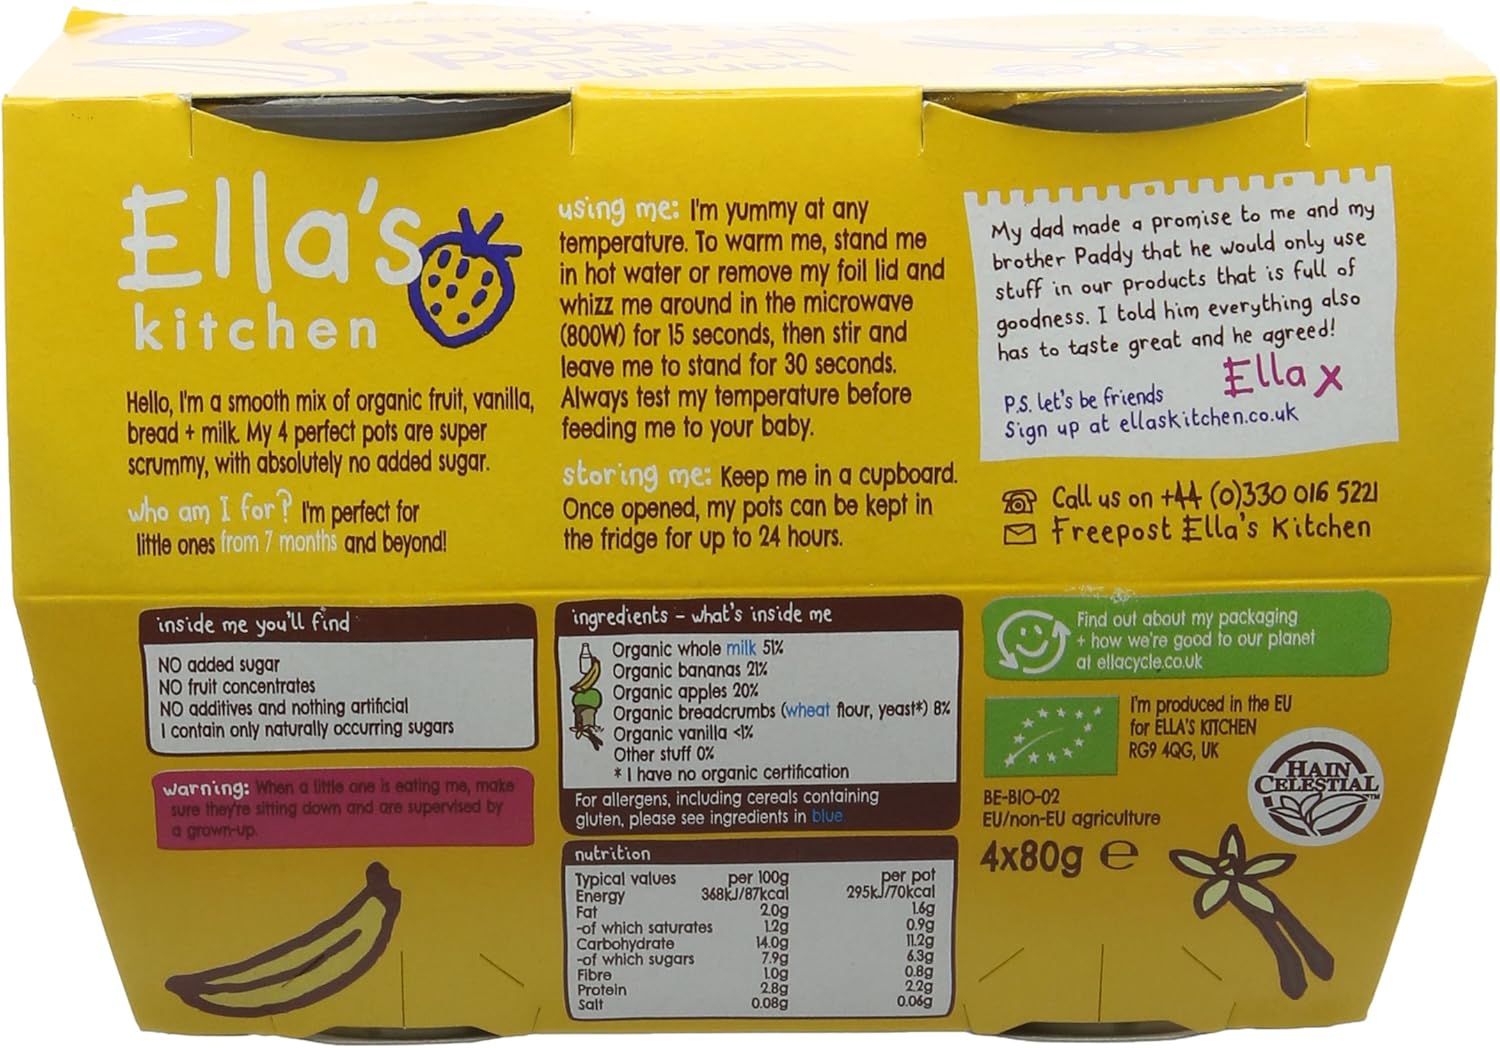 Ella's
kitchen
Hello, I'm a smooth mix of organic fruit, vanilla,
bread + milk. My 4 perfect pots are super
scrummy, with absolutely no added sugar.
who am I for? I'm perfect for
little ones from 7 months and beyond!
using me: I'm yummy at any
temperature. To warm me, stand me
in hot water or remove my foil lid and
whizz me around in the microwave
(800W) for 15 seconds, then stir and
leave me to stand for 30 seconds.
Always test my temperature before
feeding me to your baby.
storing me: Keep me in a cupboard.
Once opened, my pots can be kept in
the fridge for up to 24 hours.
My dad made a promise to me and my
brother Paddy that he would only use
stuff in our products that is full of
goodness. I told him everything also
has to taste great and he agreed!
Ella x
P.S. let's be friends
Sign up at ellaskitchen.co.uk
Call us on +44 (0)330 016 5221
Freepost Ella's Kitchen
inside me you'll find
NO added sugar
NO fruit concentrates
NO additives and nothing artificial
I contain only naturally occurring sugars
warning: When a little one is eating me, make
sure they're sitting down and are supervised by
a grown-up.
ingredients - what's inside me
Organic whole milk 51%
Organic bananas 21%
Organic apples 20%
Organic breadcrumbs (wheat flour, yeast*) 8%
Organic vanilla <1%
Other stuff 0%
* I have no organic certification
For allergens, including cereals containing
gluten, please see ingredients in blue
nutrition
Typical values per 100g per pot
Energy 368kJ/87kcal 295kJ/70kcal
Fat 2.0g 1.6g
-of which saturates 1.2g 0.9g
Carbohydrate 14.0g 11.2g
-of which sugars 7.9g 6.3g
Fibre 1.0g 0.8g
Protein 2.8g 2.2g
Salt 0.08g 0.06g
Find out about my packaging
+ how we're good to our planet
at ellacycle.co.uk
I'm produced in the EU
for ELLA'S KITCHEN
RG9 4QG, UK
BE-BIO-02
EU/non-EU agriculture
4x80g e
HAIN
CELESTIAL
TM